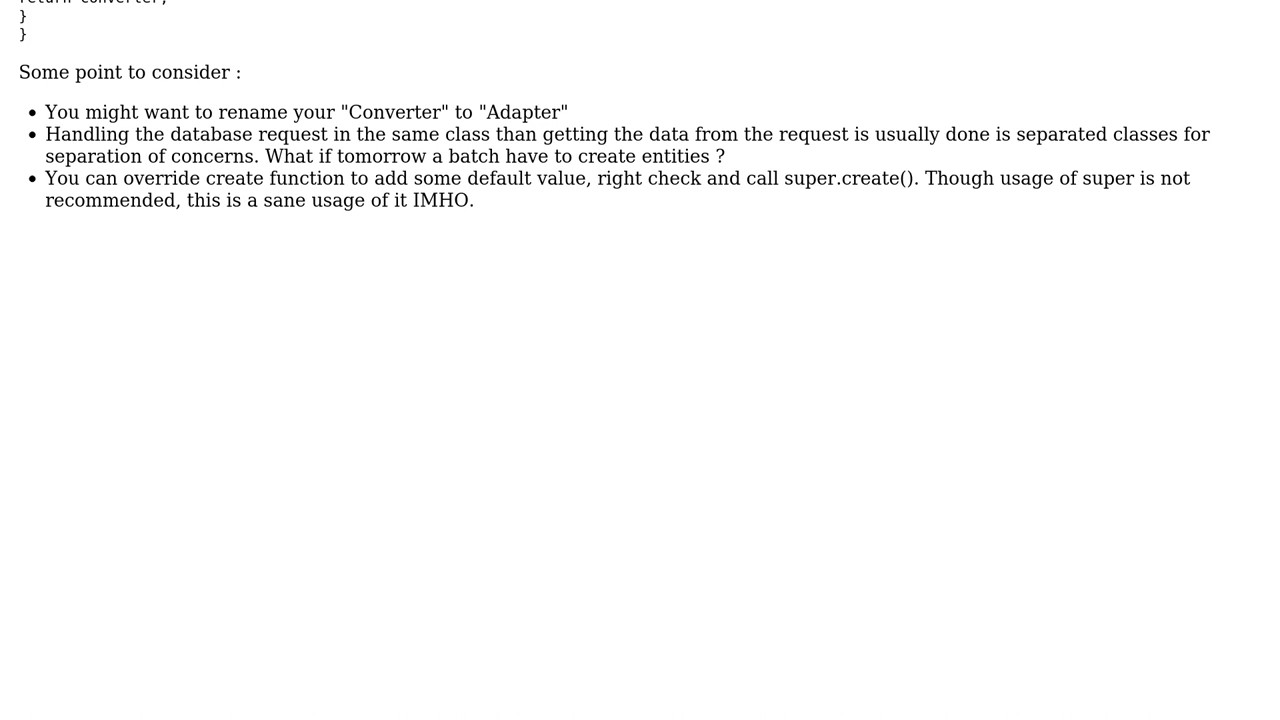 return converter;
}
}
Some point to consider :
• You might want to rename your "Converter" to "Adapter"
• Handling the database request in the same class than getting the data from the request is usually done is separated classes for
separation of concerns. What if tomorrow a batch have to create entities ?
• You can override create function to add some default value, right check and call super.create(). Though usage of super is not
recommended, this is a sane usage of it IMHO.